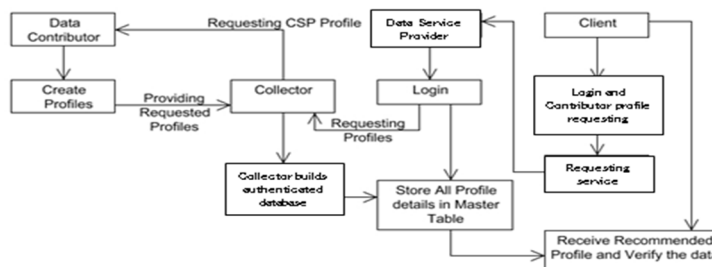 Data
Contributor
Requesting CSP Profile
Data Service
Provider
Client
Create
Profiles
Providing
Requested
Profiles
Collector
Login
Requesting
Profiles
Login and
Contributor profile
requesting
Collector builds
authenticated
database
Store All Profile
details in Master
Table
Requesting
service
Receive Recommended
Profile and Verify the data